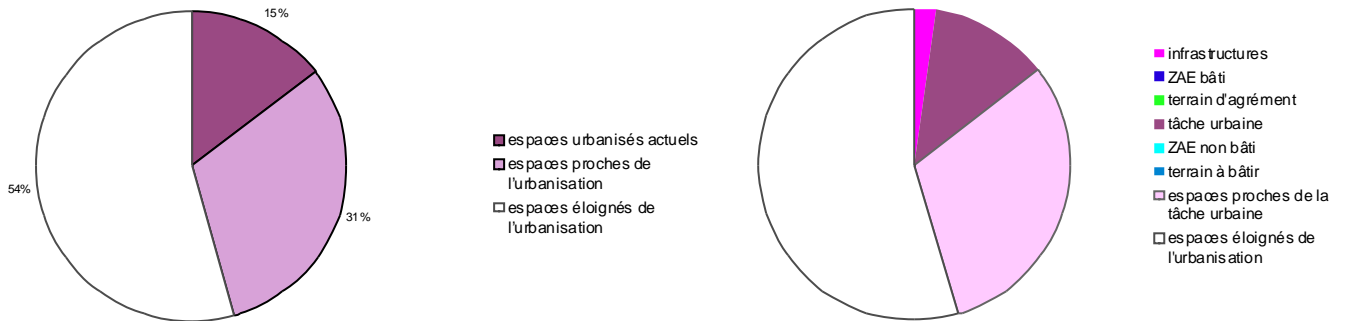 15%
54%
31%
espaces urbanisés actuels
espaces proches de
l'urbanisation
espaces éloignés de
l'urbanisation
infrastructures
ZAE bâti
terrain d'agrément
tâche urbaine
ZAE non bâti
terrain à bâtir
espaces proches de la
tâche urbaine
espaces éloignés de
l'urbanisation